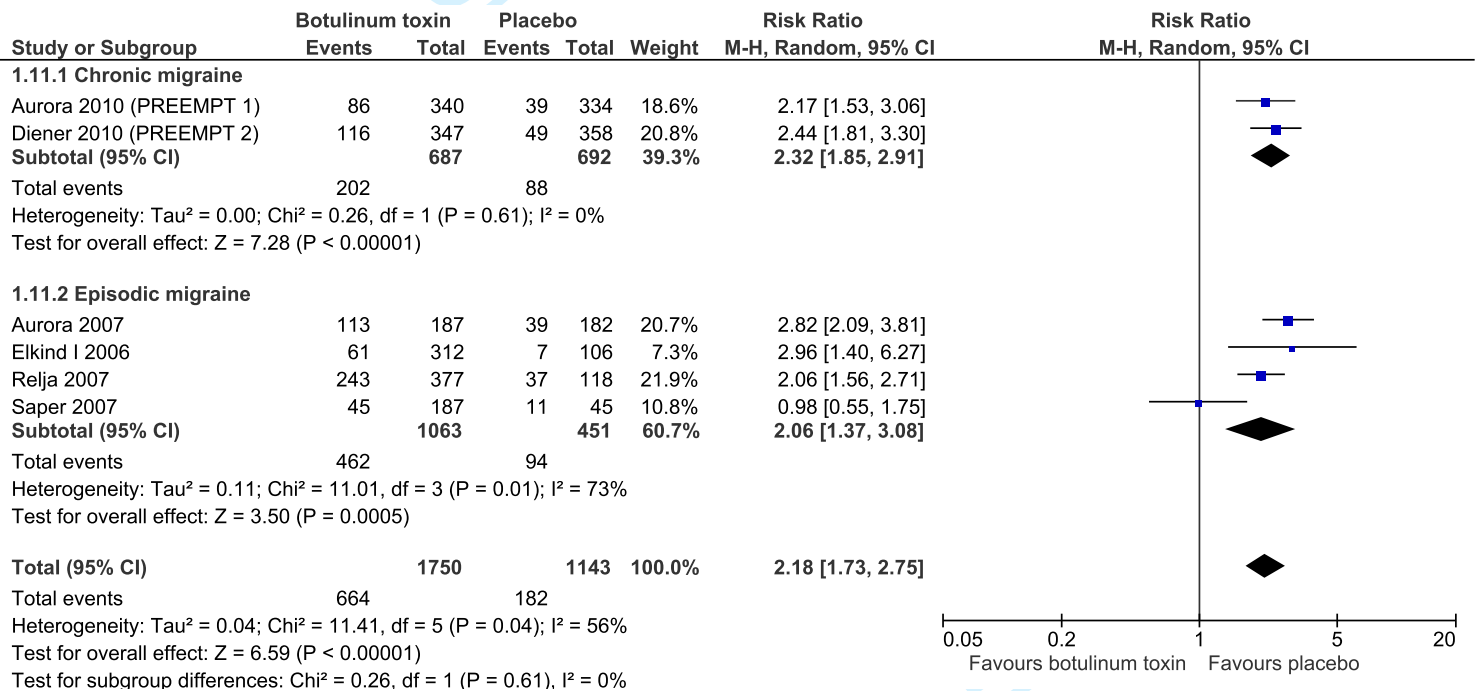 Botulinum toxin Placebo Risk Ratio Risk Ratio
Study or Subgroup Events Total Events Total Weight M-H, Random, 95% CI M-H, Random, 95% CI
1.11.1 Chronic migraine
Aurora 2010 (PREEMPT 1) 86 340 39 334 18.6% 2.17 [1.53, 3.06]
Diener 2010 (PREEMPT 2) 116 347 49 358 20.8% 2.44 [1.81, 3.30]
Subtotal (95% CI) 687 692 39.3% 2.32 [1.85, 2.91]
Total events 202 88
Heterogeneity: Tau² = 0.00; Chi² = 0.26, df = 1 (P = 0.61); I² = 0%
Test for overall effect: Z = 7.28 (P < 0.00001)
1.11.2 Episodic migraine
Aurora 2007 113 187 39 182 20.7% 2.82 [2.09, 3.81]
Elkind I 2006 61 312 7 106 7.3% 2.96 [1.40, 6.27]
Relja 2007 243 377 37 118 21.9% 2.06 [1.56, 2.71]
Saper 2007 45 187 11 45 10.8% 0.98 [0.55, 1.75]
Subtotal (95% CI) 1063 451 60.7% 2.06 [1.37, 3.08]
Total events 462 94
Heterogeneity: Tau² = 0.11; Chi² = 11.01, df = 3 (P = 0.01); I² = 73%
Test for overall effect: Z = 3.50 (P = 0.0005)
Total (95% CI) 1750 1143 100.0% 2.18 [1.73, 2.75]
Total events 664 182
Heterogeneity: Tau² = 0.04; Chi² = 11.41, df = 5 (P = 0.04); I² = 56%
Test for overall effect: Z = 6.59 (P < 0.00001)
Test for subgroup differences: Chi² = 0.26, df = 1 (P = 0.61), I² = 0%
0.05 0.2 1 5 20
Favours botulinum toxin Favours placebo